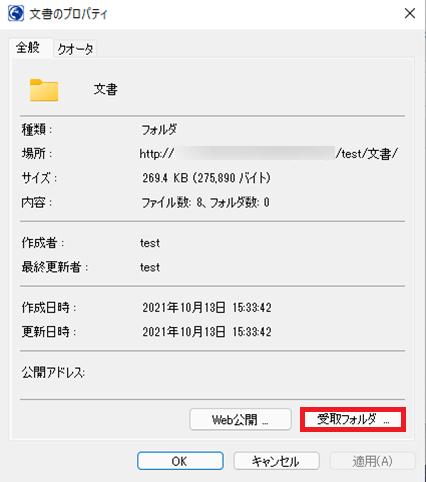 文書のプロパティ
全般 クオータ
文書
種類： フォルダ
場所： http:// /test/文書/
サイズ： 269.4 KB (275,890 バイト)
内容： ファイル数: 8、フォルダ数: 0
作成者： test
最終更新者： test
作成日時： 2021年10月13日 15:33:42
更新日時： 2021年10月13日 15:33:42
公開アドレス:
Web公開 ... 受取フォルダ ...
OK キャンセル 適用(A)